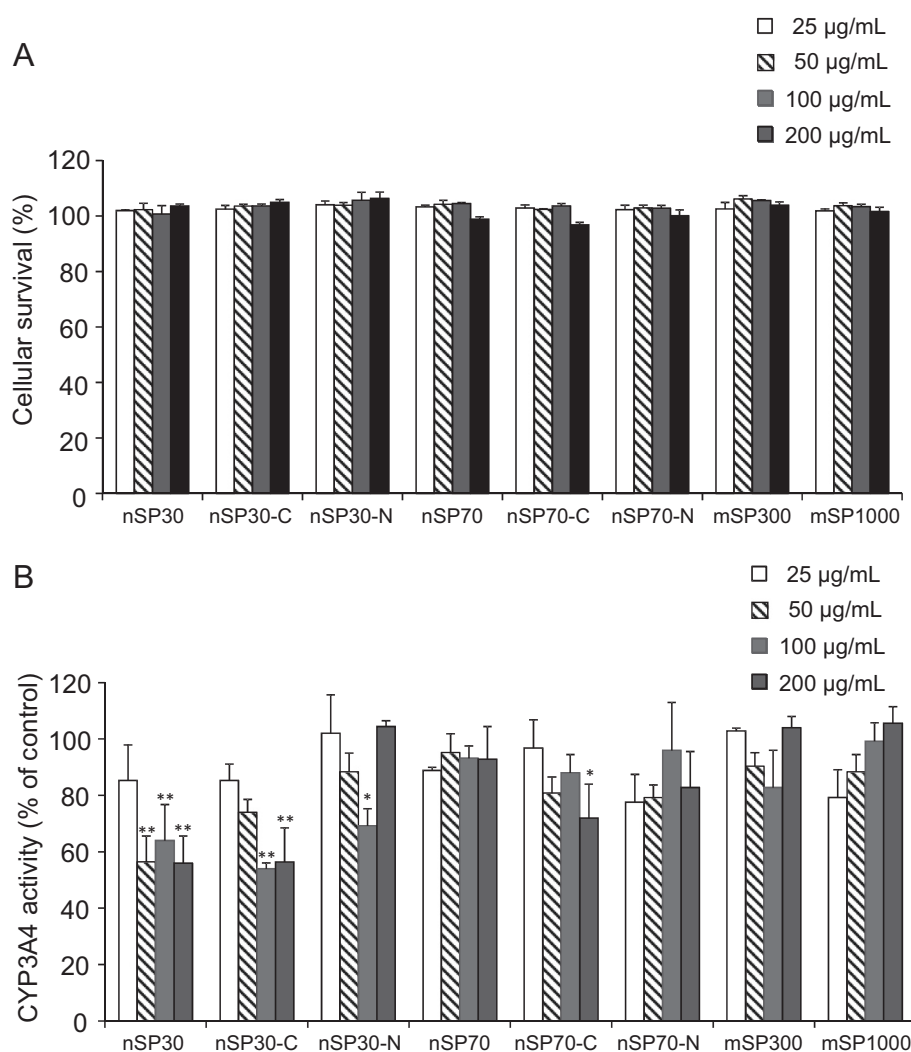 A
25 µg/mL
50 µg/mL
100 µg/mL
200 µg/mL
Cellular survival (%)
120
100
80
60
40
20
0
nSP30 nSP30-C nSP30-N nSP70 nSP70-C nSP70-N mSP300 mSP1000
B
25 µg/mL
50 µg/mL
100 µg/mL
200 µg/mL
CYP3A4 activity (% of control)
120
100
80
60
40
20
0
** ** **
** **
*
*
nSP30 nSP30-C nSP30-N nSP70 nSP70-C nSP70-N mSP300 mSP1000